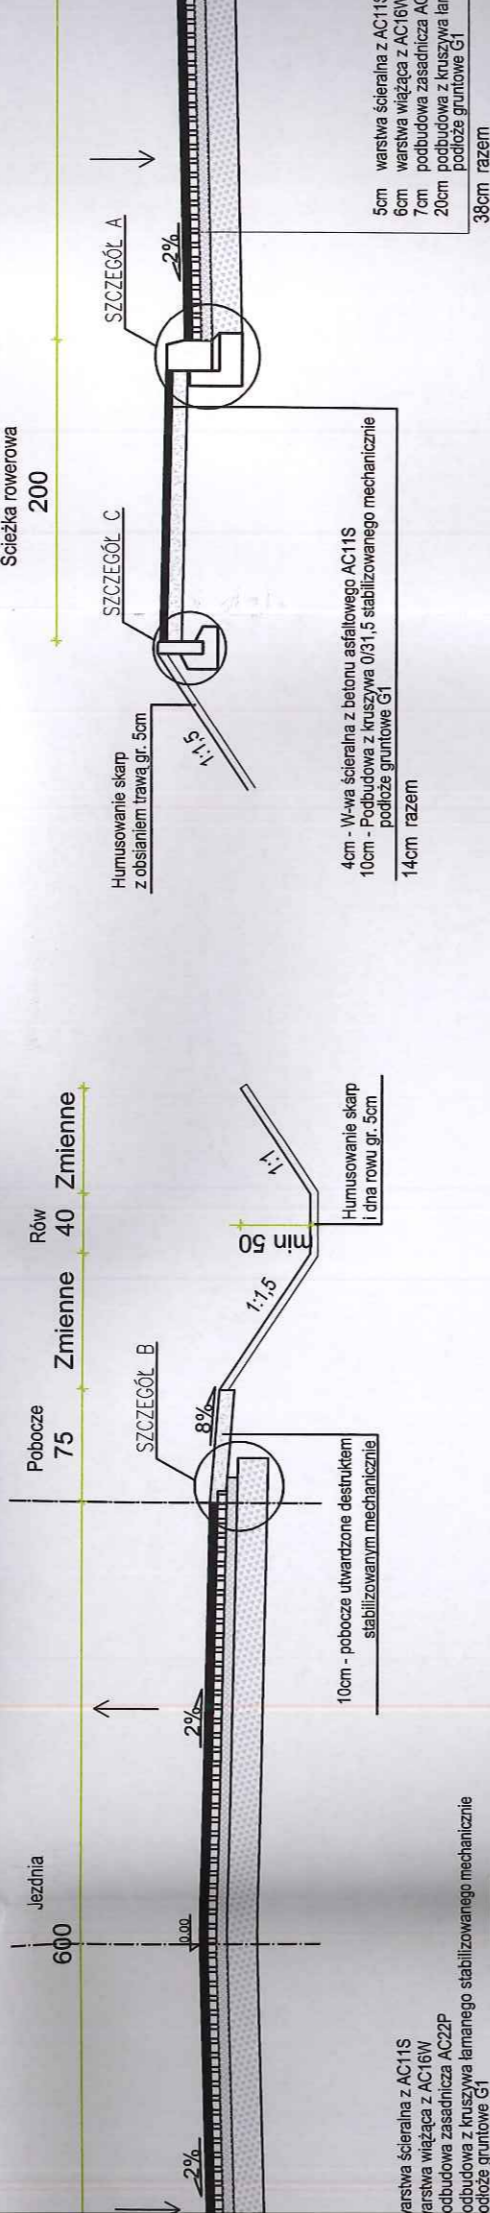 Ścieżka rowerowa
200
SZCZEGÓŁ C
SZCZEGÓŁ A
2%
Humusowanie skarp
z obsianiem trawą gr. 5cm
1:1,5
4cm - W-wa ścieralna z betonu asfaltowego AC11S
10cm - Podbudowa z kruszywa 0/31,5 stabilizowanego mechanicznie
podłoże gruntowe G1
14cm razem
5cm warstwa ścieralna z AC11S
6cm warstwa wiążąca z AC16W
7cm podbudowa zasadnicza
20cm podbudowa z kruszywa
podłoże gruntowe G1
38cm razem
Jezdnia
600
Pobocze
75
Zmienne
Rów
40
Zmienne
2%
0.00
2%
SZCZEGÓŁ B
8%
1:1,5
min 50
1:1
Humusowanie skarp
i dna rowu gr. 5cm
10cm - pobocze utwardzone destruktem
stabilizowanym mechanicznie
ścieralna z AC11S
wiążąca z AC16W
zasadnicza AC22P
z kruszywa łamanego stabilizowanego mechanicznie
gruntowe G1